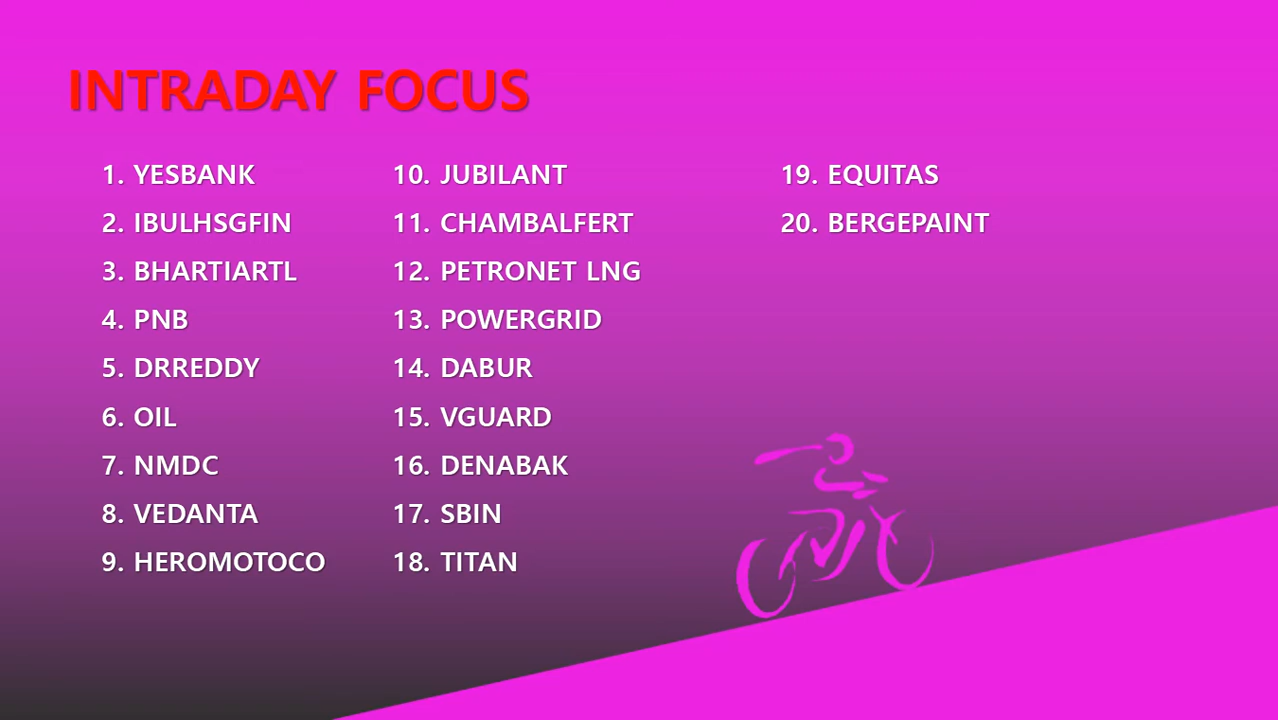 INTRADAY FOCUS
1. YESBANK
2. IBULHSGFIN
3. BHARTIARTL
4. PNB
5. DRREDDY
6. OIL
7. NMDC
8. VEDANTA
9. HEROMOTOCO
10. JUBILANT
11. CHAMBALFERT
12. PETRONET LNG
13. POWERGRID
14. DABUR
15. VGUARD
16. DENABAK
17. SBIN
18. TITAN
19. EQUITAS
20. BERGEPAINT